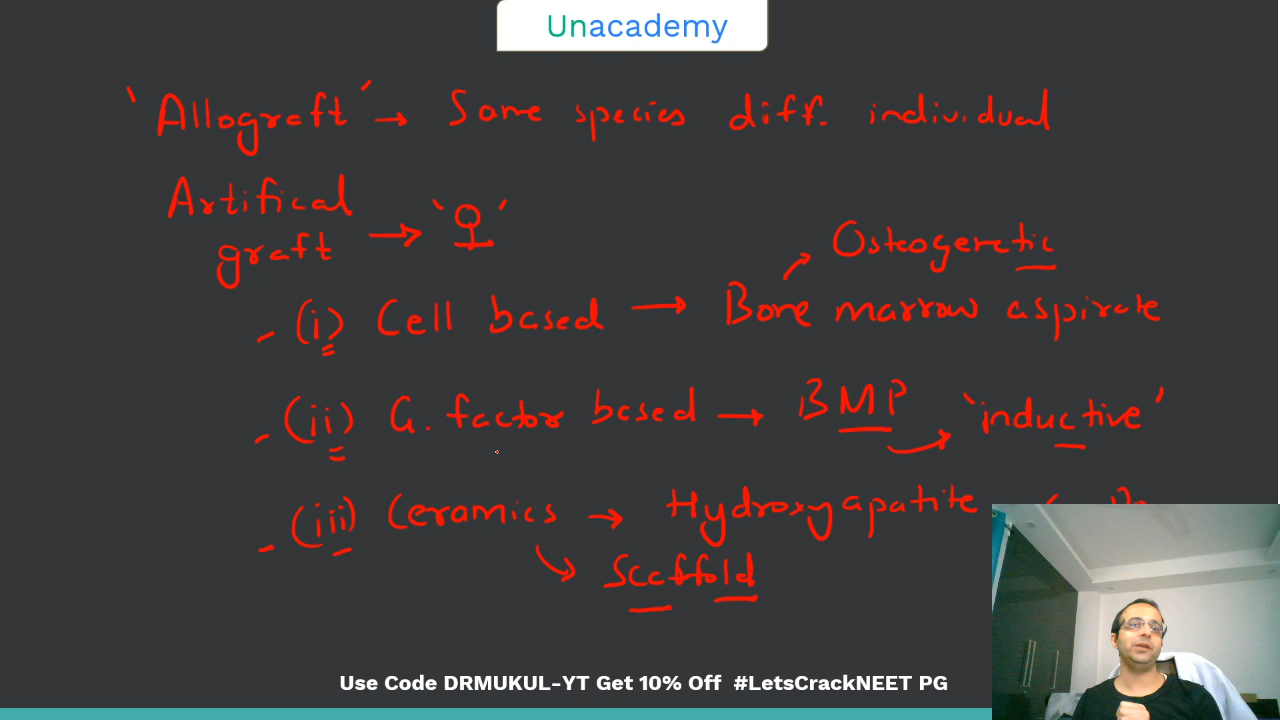 Unacademy
'Allograft' → Same species diff. individual
Artifical graft → '♀'
Osteogenetic
(i) Cell based → Bone marrow aspirate
(ii) G. factor based → BMP 'inductive'
(iii) Ceramics → Hydroxyapatite
Scaffold
Use Code DRMUKUL-YT Get 10% Off #LetsCrackNEET PG